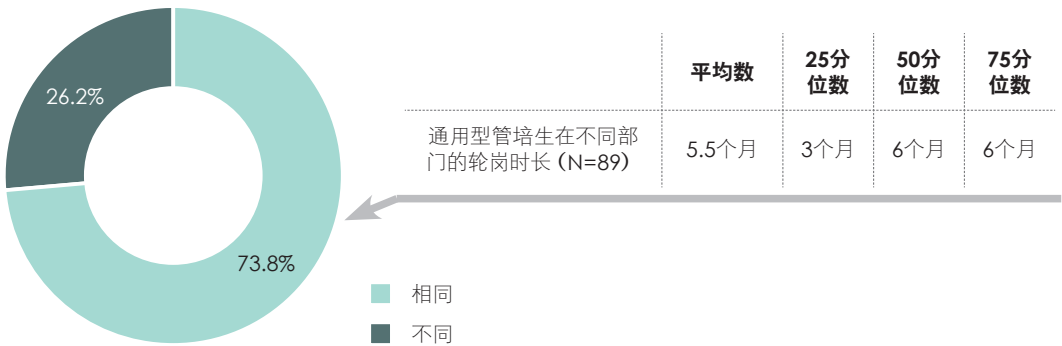 26.2%
73.8%
平均数
25分
位数
50分
位数
75分
位数
通用型管培生在不同部
门的轮岗时长 (N=89)
5.5个月
3个月
6个月
6个月
相同
不同